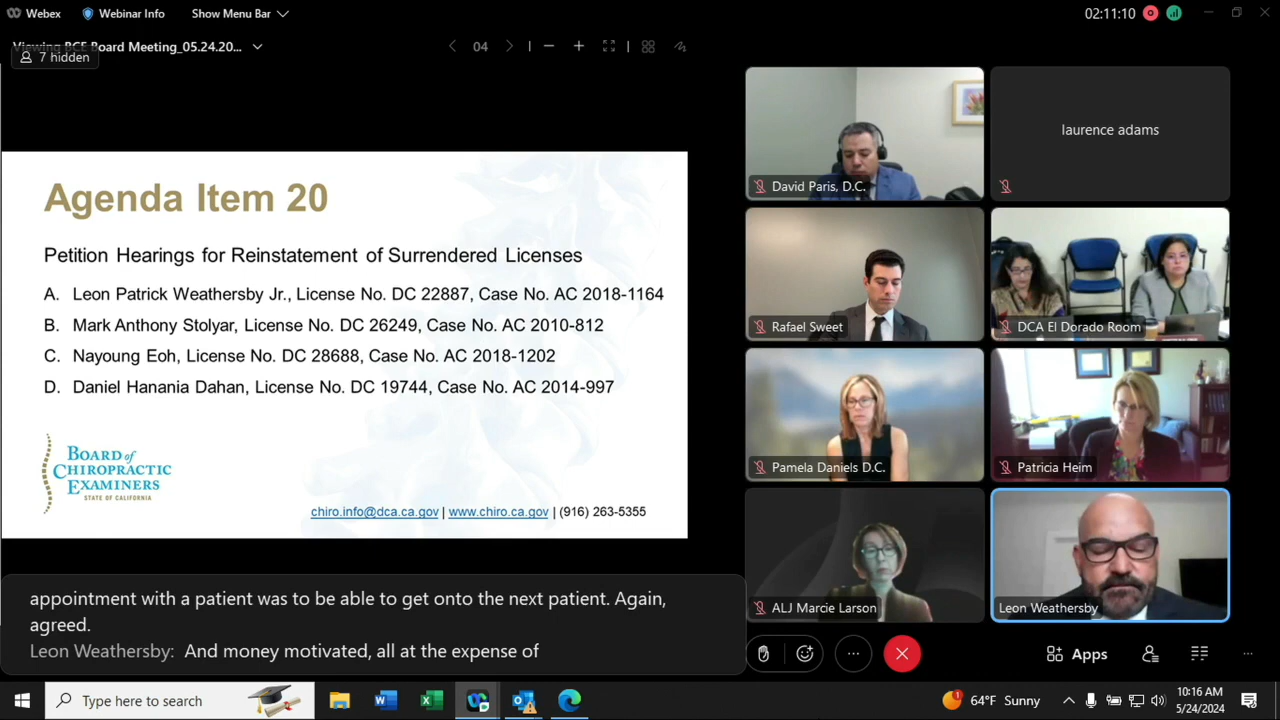 Webex
Webinar Info
Show Menu Bar
02:11:10
Viewing BCE Board Meeting_05.24.20...
04
7 hidden
Agenda Item 20
Petition Hearings for Reinstatement of Surrendered Licenses
A. Leon Patrick Weathersby Jr., License No. DC 22887, Case No. AC 2018-1164
B. Mark Anthony Stolyar, License No. DC 26249, Case No. AC 2010-812
C. Nayoung Eoh, License No. DC 28688, Case No. AC 2018-1202
D. Daniel Hanania Dahan, License No. DC 19744, Case No. AC 2014-997
BOARD of
CHIROPRACTIC
EXAMINERS
STATE OF CALIFORNIA
chiro.info@dca.ca.gov | www.chiro.ca.gov | (916) 263-5355
David Paris, D.C.
laurence adams
Rafael Sweet
DCA El Dorado Room
Pamela Daniels D.C.
Patricia Heim
ALJ Marcie Larson
Leon Weathersby
appointment with a patient was to be able to get onto the next patient. Again,
agreed.
Leon Weathersby: And money motivated, all at the expense of
Apps
Type here to search
1
64°F Sunny
10:16 AM
5/24/2024